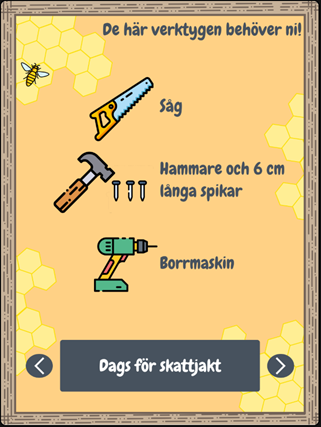 De här verktygen behöver ni!
Såg
Hammare och 6 cm
långa spikar
Borrmaskin
Dags för skattjakt